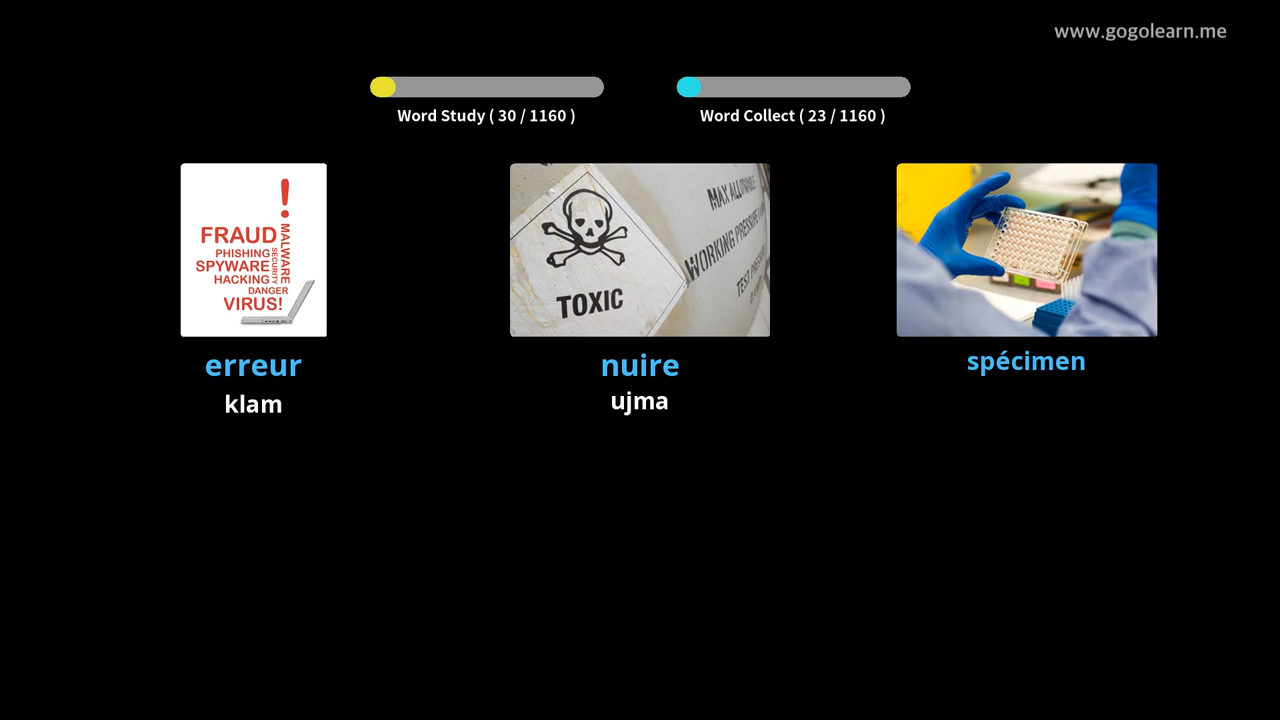 www.gogolearn.me
Word Study ( 30 / 1160 )
Word Collect ( 23 / 1160 )
!
FRAUD
MALWARE
PHISHING
SECURITY
SPYWARE
HACKING
DANGER
VIRUS!
TOXIC
MAX ALLOWABLE
WORKING PRESSURE
TEST
erreur
nuire
spécimen
klam
ujma